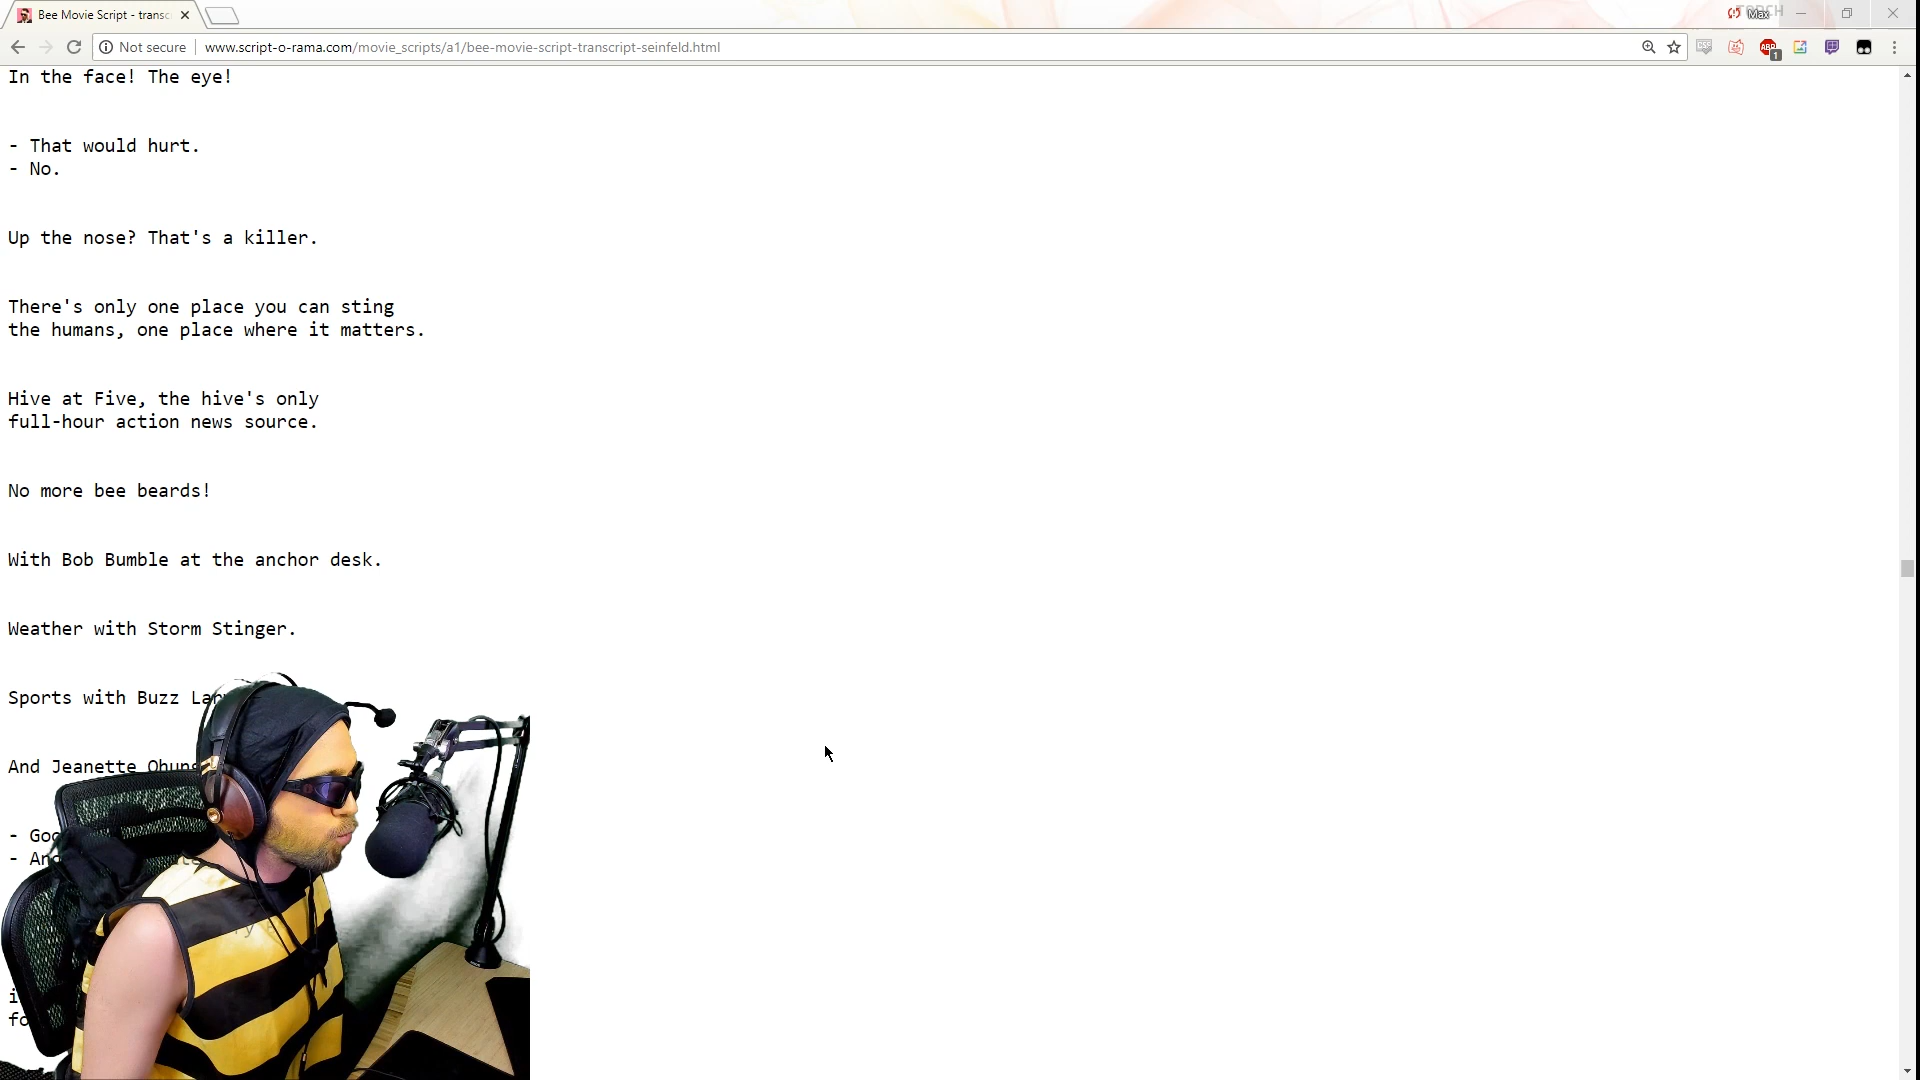 Bee Movie Script - transc
Max
Not secure
www.script-o-rama.com/movie_scripts/a1/bee-movie-script-transcript-seinfeld.html
ABP
1
In the face! The eye!
- That would hurt.
- No.
Up the nose? That's a killer.
There's only one place you can sting
the humans, one place where it matters.
Hive at Five, the hive's only
full-hour action news source.
No more bee beards!
With Bob Bumble at the anchor desk.
Weather with Storm Stinger.
Sports with Buzz
And Jeanette
-
-